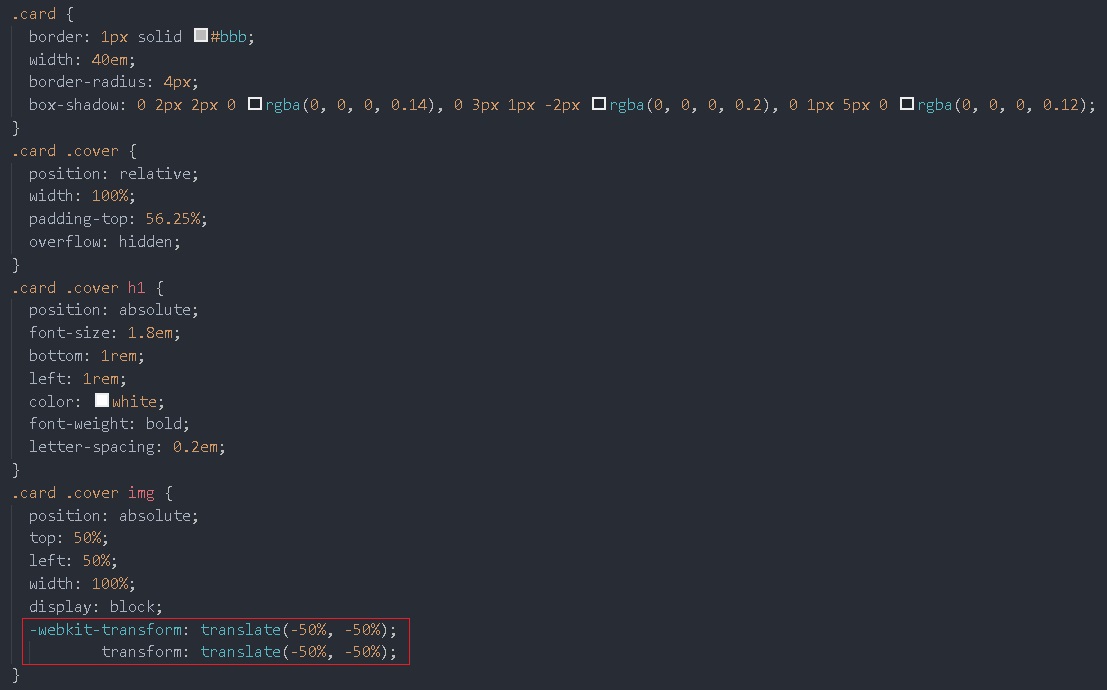 .card {
  border: 1px solid #bbb;
  width: 40em;
  border-radius: 4px;
  box-shadow: 0 2px 2px 0 rgba(0, 0, 0, 0.14), 0 3px 1px -2px rgba(0, 0, 0, 0.2), 0 1px 5px 0 rgba(0, 0, 0, 0.12);
}
.card .cover {
  position: relative;
  width: 100%;
  padding-top: 56.25%;
  overflow: hidden;
}
.card .cover h1 {
  position: absolute;
  font-size: 1.8em;
  bottom: 1rem;
  left: 1rem;
  color: white;
  font-weight: bold;
  letter-spacing: 0.2em;
}
.card .cover img {
  position: absolute;
  top: 50%;
  left: 50%;
  width: 100%;
  display: block;
  -webkit-transform: translate(-50%, -50%);
          transform: translate(-50%, -50%);
}